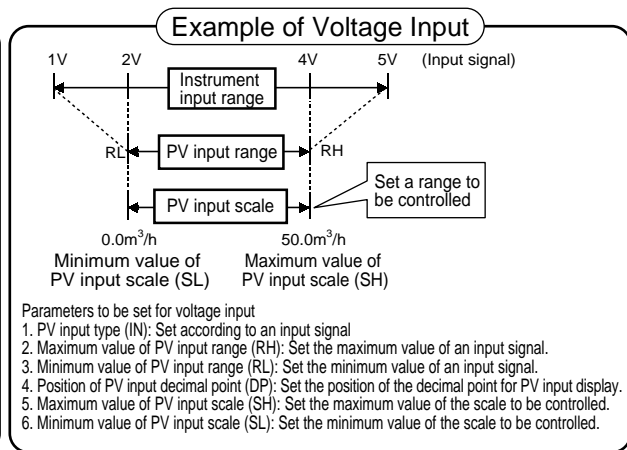 Example of Voltage Input
1V 2V 4V 5V (Input signal)
Instrument
input range
RL PV input range RH
PV input scale
Set a range to
be controlled
0.0m³/h 50.0m³/h
Minimum value of
PV input scale (SL)
Maximum value of
PV input scale (SH)
Parameters to be set for voltage input
1. PV input type (IN): Set according to an input signal
2. Maximum value of PV input range (RH): Set the maximum value of an input signal.
3. Minimum value of PV input range (RL): Set the minimum value of an input signal.
4. Position of PV input decimal point (DP): Set the position of the decimal point for PV input display.
5. Maximum value of PV input scale (SH): Set the maximum value of the scale to be controlled.
6. Minimum value of PV input scale (SL): Set the minimum value of the scale to be controlled.